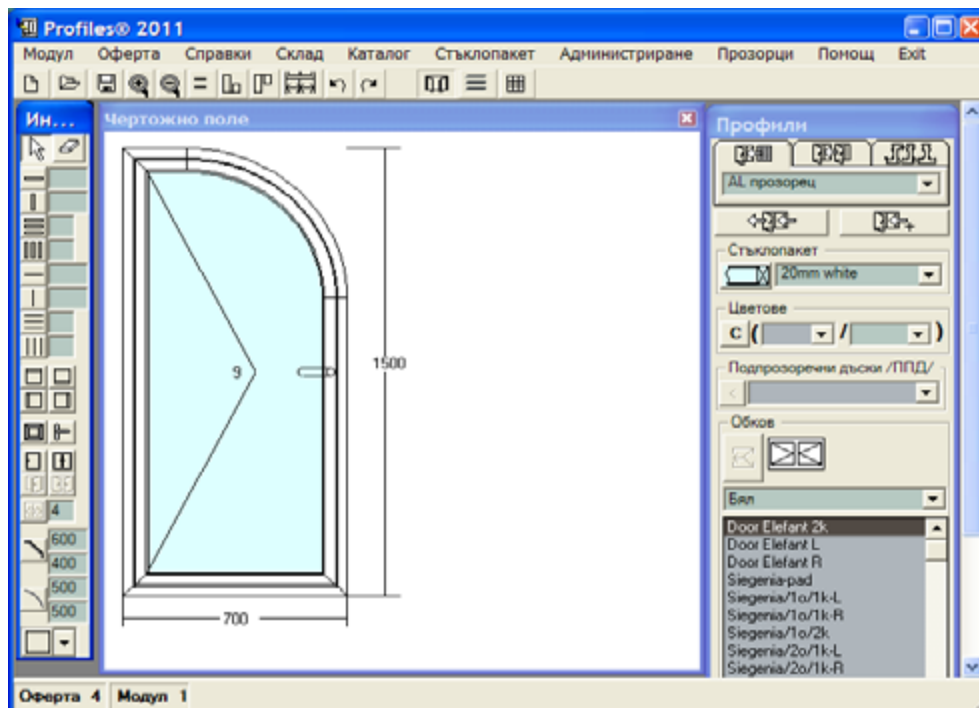 Profiles® 2011
Модул Оферта Справки Склад Каталог Стъклопакет Администриране Прозорци Помощ Exit
Ин...
Чертожно поле
Профили
AL прозорец
Стъклопакет
20mm white
Цветове
C ( / )
Подпрозоречни дъски /ППД/
<
Обков
Бял
Door Elefant 2k
Door Elefant L
Door Elefant R
Siegenia-pad
Siegenia/1o/1k-L
Siegenia/1o/1k-R
Siegenia/1o/2k
Siegenia/2o/1k-L
Siegenia/2o/1k-R
4
600
400
500
500
9
1500
700
Оферта 4 Модул 1